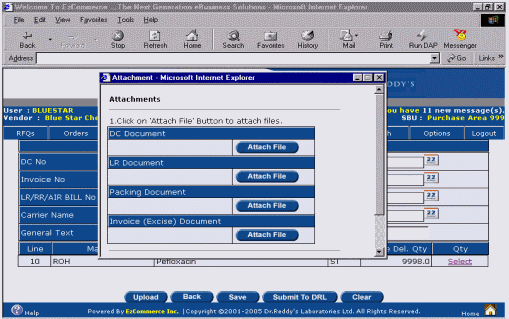 Welcome To EzCommerce ...The Next Generation eBusiness Solutions - Microsoft Internet Explorer
File Edit View Favorites Tools Help
Back Forward Stop Refresh Home Search Favorites History Mail Print Run DAP Messenger
Address Go Links »
Attachment - Microsoft Internet Explorer
DDY'S
User : BLUESTAR
you have 11 new message(s).
Vendor : Blue Star Che
SBU : Purchase Area 999
RFQs Orders Options Logout
Attachments
1.Click on 'Attach File' Button to attach files.
DC Document
Attach File
LR Document
Attach File
Packing Document
Attach File
Invoice (Excise) Document
Attach File
DC No
Invoice No
LR/RR/AIR BILL No
Carrier Name
General Text
Line Ma Del. Qty Qty
10 ROH Pefloxacin ST 9998.0 Select
Upload Back Save Submit To DRL Clear
Help Powered By EzCommerce Inc. |Copyright ©2001-2005 Dr.Reddy's Laboratories Ltd. All Rights Reserved. Home